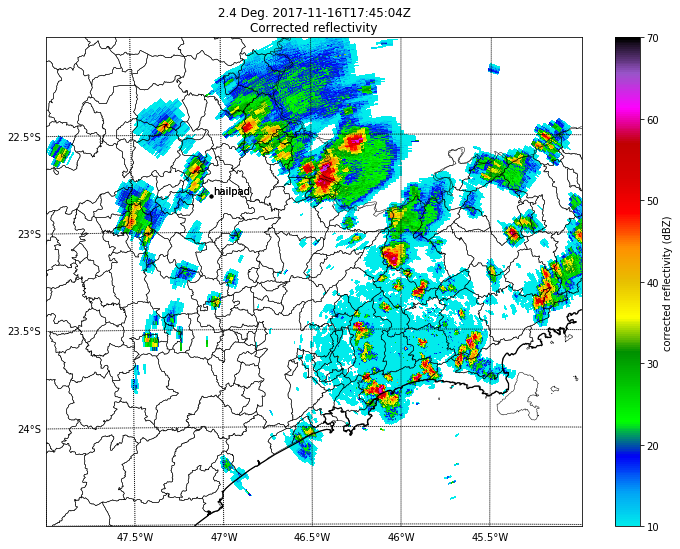 2.4 Deg. 2017-11-16T17:45:04Z
Corrected reflectivity
70
60
50
40
30
20
10
corrected reflectivity (dBZ)
22.5°S
23°S
23.5°S
24°S
hailpad
47.5°W
47°W
46.5°W
46°W
45.5°W